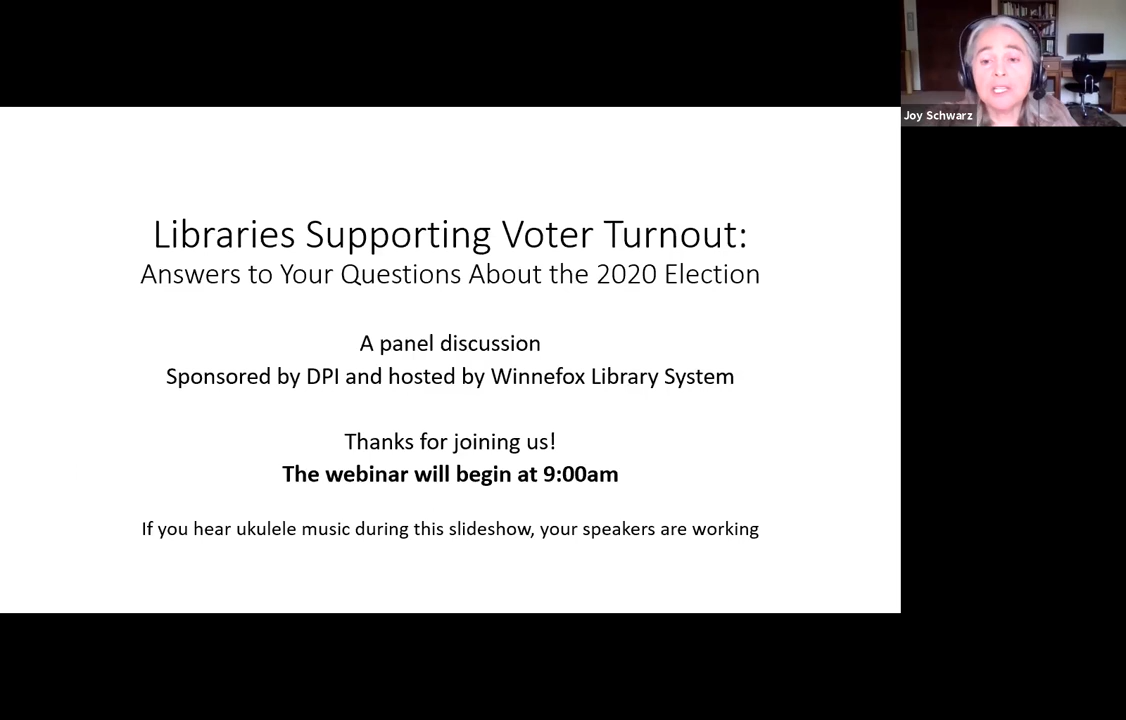 Joy Schwarz
Libraries Supporting Voter Turnout:
Answers to Your Questions About the 2020 Election
A panel discussion
Sponsored by DPI and hosted by Winnefox Library System
Thanks for joining us!
The webinar will begin at 9:00am
If you hear ukulele music during this slideshow, your speakers are working